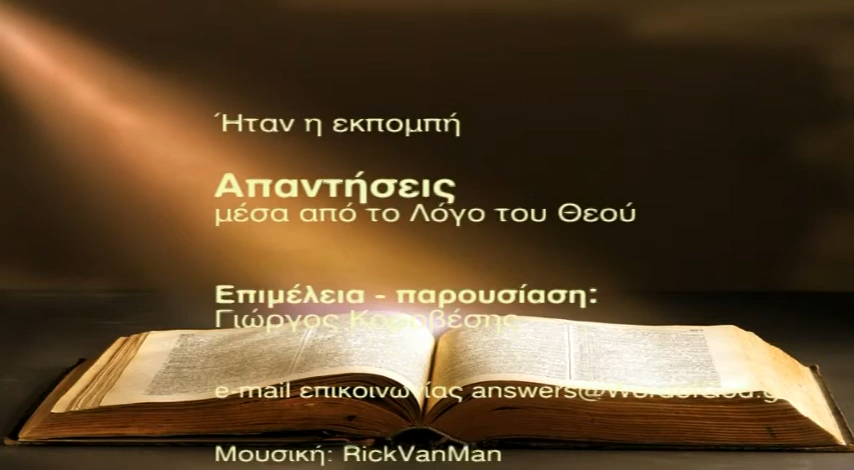 Ήταν η εκπομπή
Απαντήσεις
μέσα από το Λόγο του Θεού
Επιμέλεια - παρουσίαση:
Γιώργος
e-mail επικοινωνίας
Μουσική: RickVanMan